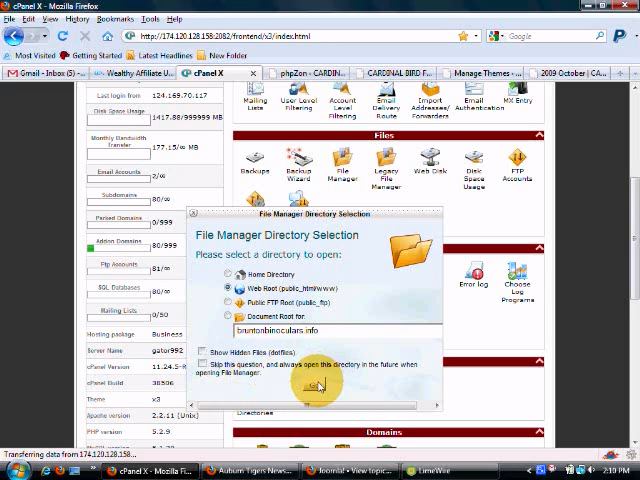 cPanel X - Mozilla Firefox
File Edit View History Bookmarks Tools Help
http://174.120.128.158:2082/frontend/x3/index.html
Google
Most Visited Getting Started Latest Headlines New Folder
Gmail - Inbox (5) -... Wealthy Affiliate U... cPanel X phpZon - CARDIN... CARDINAL BIRD F... Manage Themes -... 2009 October | CA...
Last login from 124.169.70.117
Disk Space Usage 1417.88/999999 MB
Monthly Bandwidth Transfer 177.15/∞ MB
Email Accounts 2/∞
Subdomains 80/∞
Parked Domains 0/999
Addon Domains 80/999
Ftp Accounts 81/∞
SQL Databases 80/∞
Mailing Lists 0/50
Hosting package Business
Server Name gator992
cPanel Version 11.24.5-R
cPanel Build 38506
Theme x3
Apache version 2.2.11 (Unix)
PHP version 5.2.9
Mailing Lists
User Level Filtering
Account Level Filtering
Email Delivery Route
Import Addresses/ Forwarders
Email Authentication
MX Entry
Files
Backups
Backup Wizard
File Manager
Legacy File Manager
Web Disk
Disk Space Usage
FTP Accounts
File Manager Directory Selection
File Manager Directory Selection
Please select a directory to open:
Home Directory
Web Root (public_html/www)
Public FTP Root (public_ftp)
Document Root for:
bruntonbinoculars.info
Show Hidden Files (dotfiles).
Skip this question, and always open this directory in the future when
opening File Manager.
Error log
Choose Log Programs
Directories
Domains
Transferring data from 174.120.128.158...
cPanel X - Mozilla Fi... Auburn Tigers News... Joomla! • View topic... LimeWire
2:10 PM